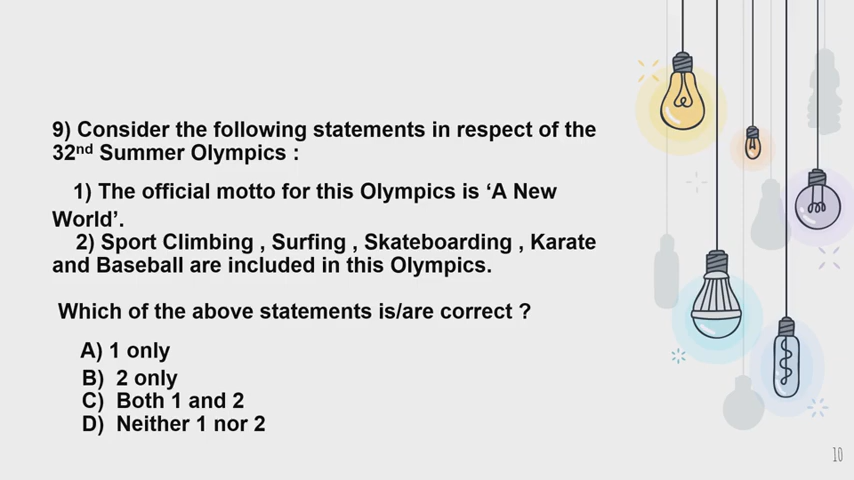 9) Consider the following statements in respect of the
32nd Summer Olympics :
1) The official motto for this Olympics is ‘A New
World’.
2) Sport Climbing , Surfing , Skateboarding , Karate
and Baseball are included in this Olympics.
Which of the above statements is/are correct ?
A) 1 only
B) 2 only
C) Both 1 and 2
D) Neither 1 nor 2
10